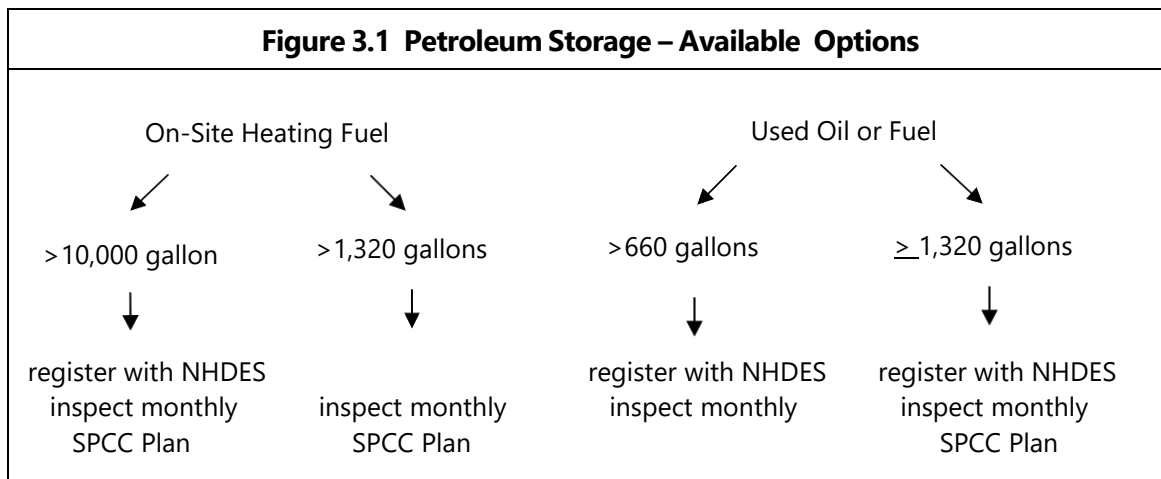 Figure 3.1 Petroleum Storage – Available Options
On-Site Heating Fuel
Used Oil or Fuel
>10,000 gallon
>1,320 gallons
>660 gallons
≥ 1,320 gallons
register with NHDES
inspect monthly
SPCC Plan
inspect monthly
SPCC Plan
register with NHDES
inspect monthly
register with NHDES
inspect monthly
SPCC Plan